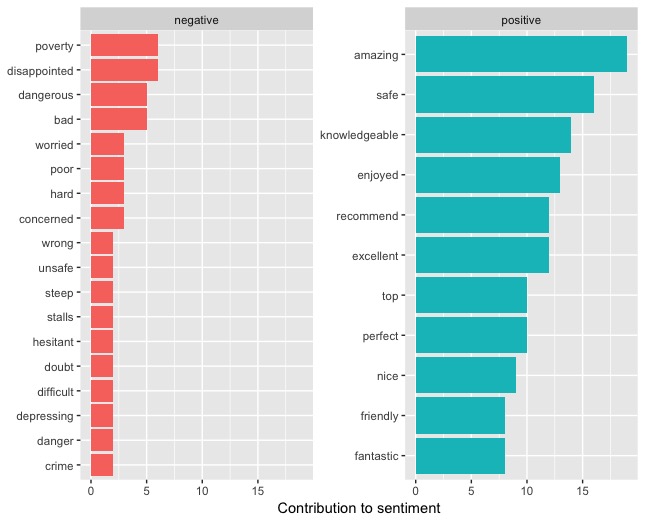 negative
poverty
disappointed
dangerous
bad
worried
poor
hard
concerned
wrong
unsafe
steep
stalls
hesitant
doubt
difficult
depressing
danger
crime
0 5 10 15
positive
amazing
safe
knowledgeable
enjoyed
recommend
excellent
top
perfect
nice
friendly
fantastic
0 5 10 15
Contribution to sentiment